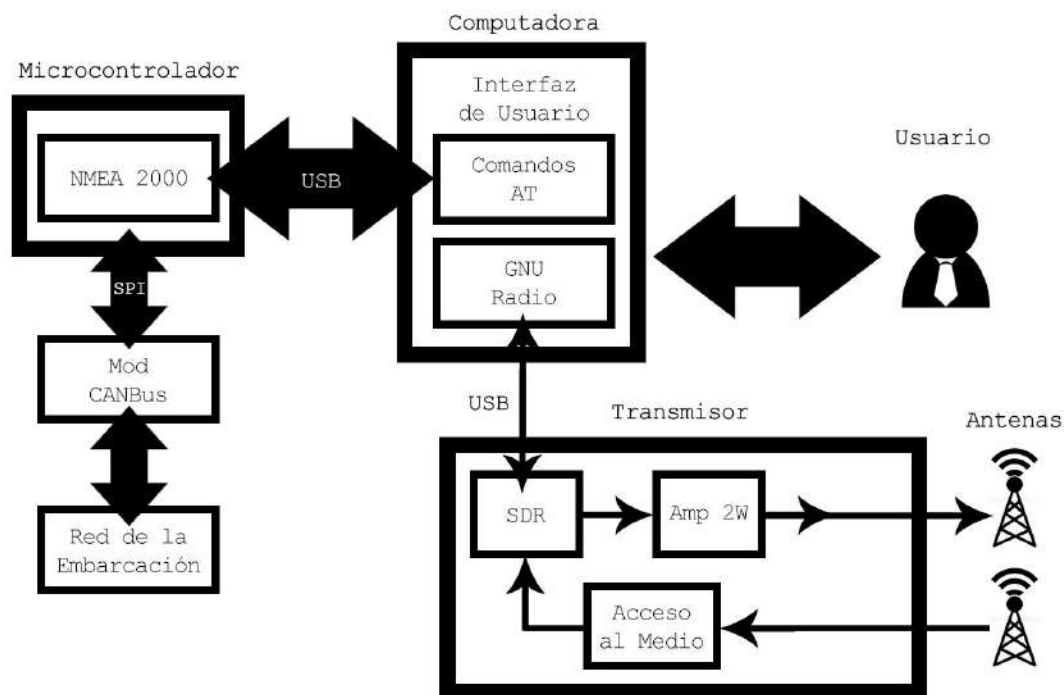 Computadora
Microcontrolador
Interfaz
de Usuario
Usuario
NMEA 2000
USB
Comandos
AT
GNU
Radio
SPI
Mod
CANBus
USB
Transmisor
Antenas
Red de la
Embarcación
SDR
Amp 2W
Acceso
al Medio